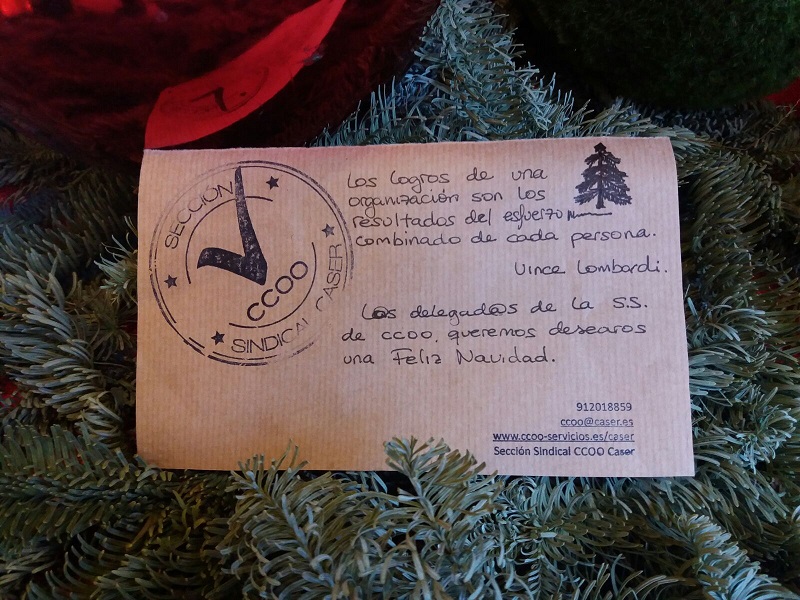 Los logros de una
organización son los
resultados del esfuerzo
combinado de cada persona.
Vince Lombardi.
L@s delegad@s de la S.S.
de CCOO, queremos desearos
una Feliz Navidad.
SECCIÓN
CCOO
SINDICAL CASER
912018859
ccoo@caser.es
www.ccoo-servicios.es/caser
Sección Sindical CCOO Caser